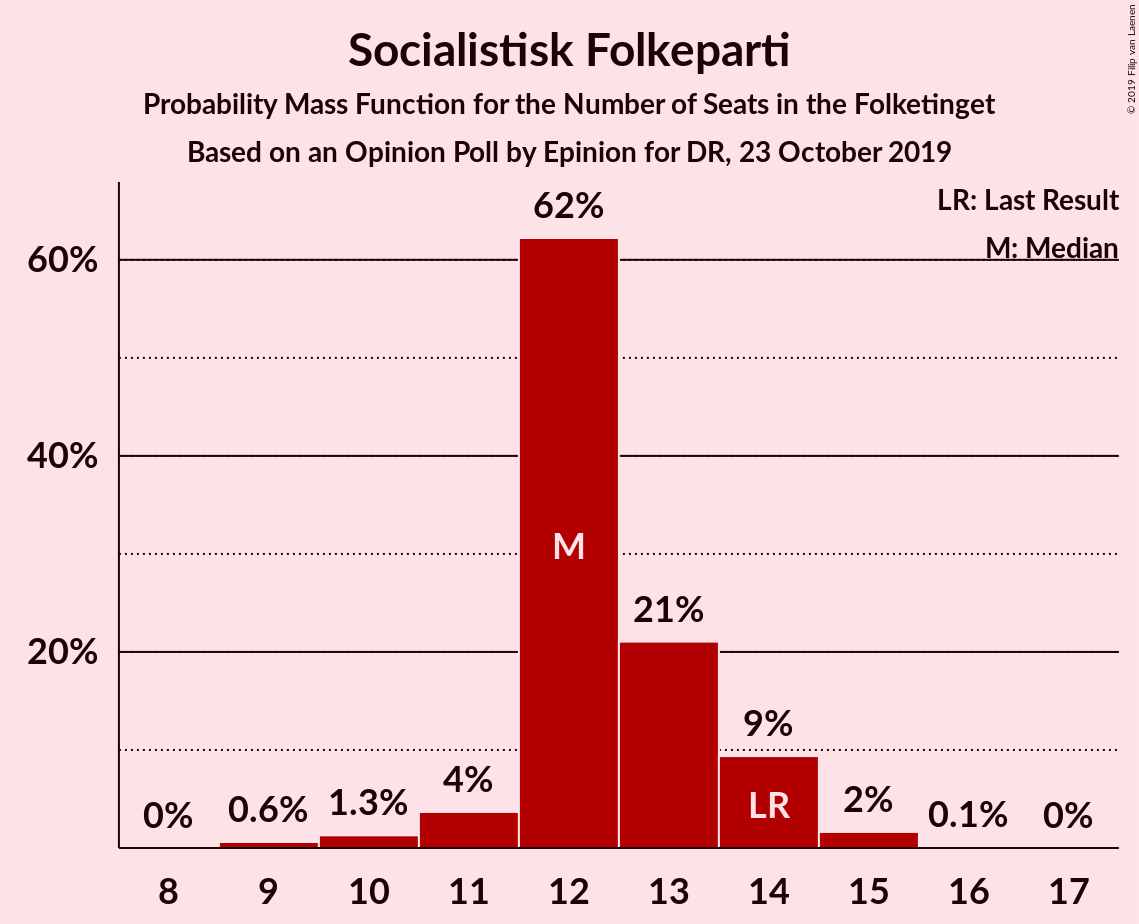 Socialistisk Folkeparti
Probability Mass Function for the Number of Seats in the Folketinget
Based on an Opinion Poll by Epinion for DR, 23 October 2019
© 2019 Filip van Laenen
LR: Last Result
M: Median
62%
60%
40%
M
21%
20%
9%
4%
LR
2%
1.3%
0.6%
0.1%
0%
0%
8 9 10 11 12 13 14 15 16 17